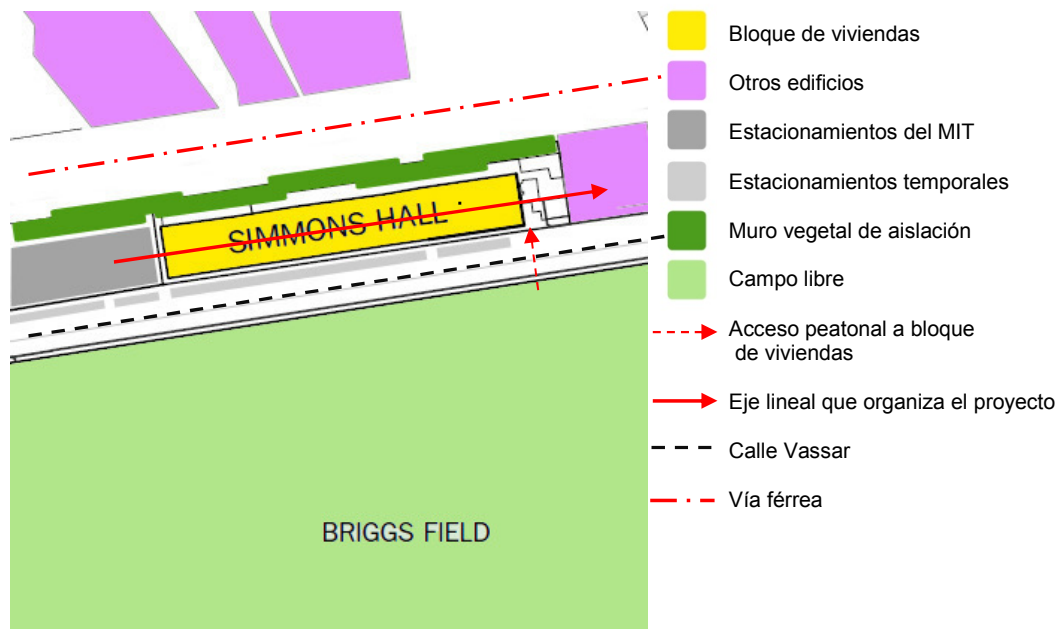 SIMMONS HALL
BRIGGS FIELD
Bloque de viviendas
Otros edificios
Estacionamientos del MIT
Estacionamientos temporales
Muro vegetal de aislación
Campo libre
Acceso peatonal a bloque
de viviendas
Eje lineal que organiza el proyecto
Calle Vassar
Vía férrea